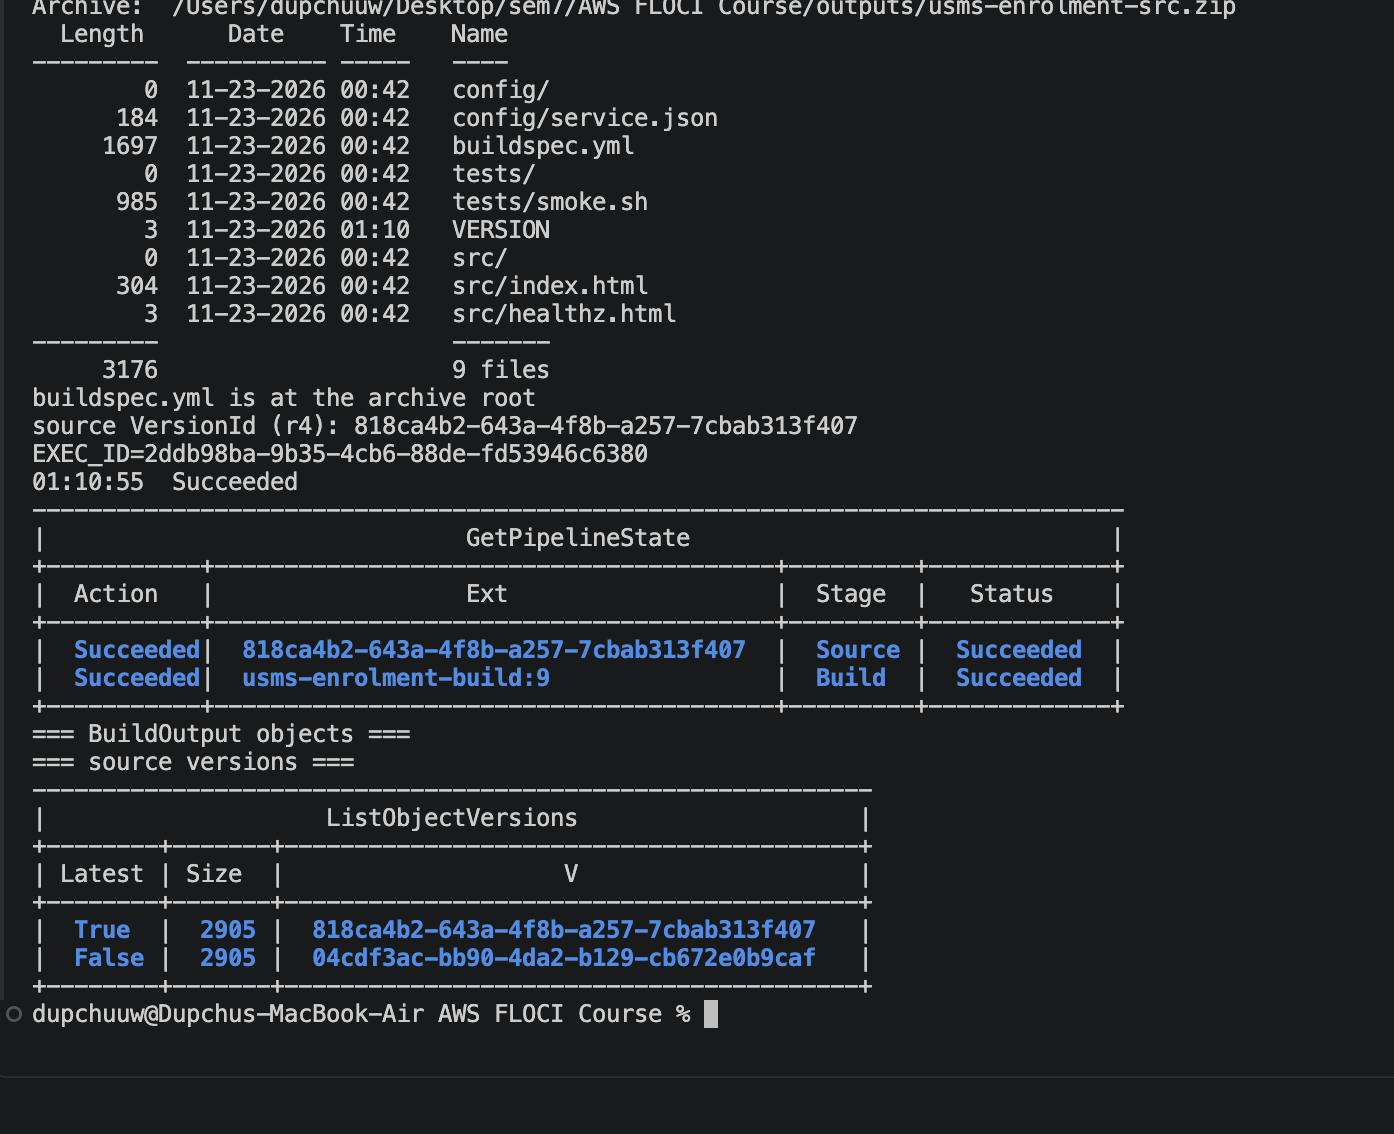 Archive:  /Users/dupchuuw/Desktop/sem7/AWS FLOCI Course/outputs/usms-enrolment-src.zip
  Length      Date    Time    Name
---------  ---------- -----   ----
        0  11-23-2026 00:42   config/
      184  11-23-2026 00:42   config/service.json
     1697  11-23-2026 00:42   buildspec.yml
        0  11-23-2026 00:42   tests/
      985  11-23-2026 00:42   tests/smoke.sh
        3  11-23-2026 01:10   VERSION
        0  11-23-2026 00:42   src/
      304  11-23-2026 00:42   src/index.html
        3  11-23-2026 00:42   src/healthz.html
---------                     -------
     3176                     9 files
buildspec.yml is at the archive root
source VersionId (r4): 818ca4b2-643a-4f8b-a257-7cbab313f407
EXEC_ID=2ddb98ba-9b35-4cb6-88de-fd53946c6380
01:10:55  Succeeded
------------------------------------------------------------------------------
|                              GetPipelineState                              |
+-----------+----------------------------------------+---------+-------------+
|  Action   |                  Ext                   |  Stage  |   Status    |
+-----------+----------------------------------------+---------+-------------+
|  Succeeded|  818ca4b2-643a-4f8b-a257-7cbab313f407  |  Source |  Succeeded  |
|  Succeeded|  usms-enrolment-build:9                |  Build  |  Succeeded  |
+-----------+----------------------------------------+---------+-------------+
=== BuildOutput objects ===
=== source versions ===
------------------------------------------------------------
|                    ListObjectVersions                    |
+--------+-------+-----------------------------------------+
| Latest | Size  |                    V                    |
+--------+-------+-----------------------------------------+
|  True  |  2905 |  818ca4b2-643a-4f8b-a257-7cbab313f407   |
|  False |  2905 |  04cdf3ac-bb90-4da2-b129-cb672e0b9caf   |
+--------+-------+-----------------------------------------+
dupchuuw@Dupchus-MacBook-Air AWS FLOCI Course %